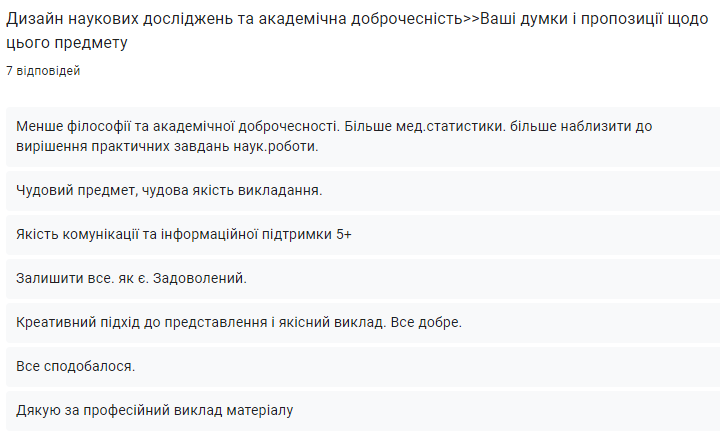 Дизайн наукових досліджень та академічна доброчесність>>Ваші думки і пропозиції щодо
цього предмету
7 відповідей
Менше філософії та академічної доброчесності. Більше мед.статистики. більше наблизити до
вирішення практичних завдань наук.роботи.
Чудовий предмет, чудова якість викладання.
Якість комунікації та інформаційної підтримки 5+
Залишити все. як є. Задоволений.
Креативний підхід до представлення і якісний виклад. Все добре.
Все сподобалося.
Дякую за професійний виклад матеріалу